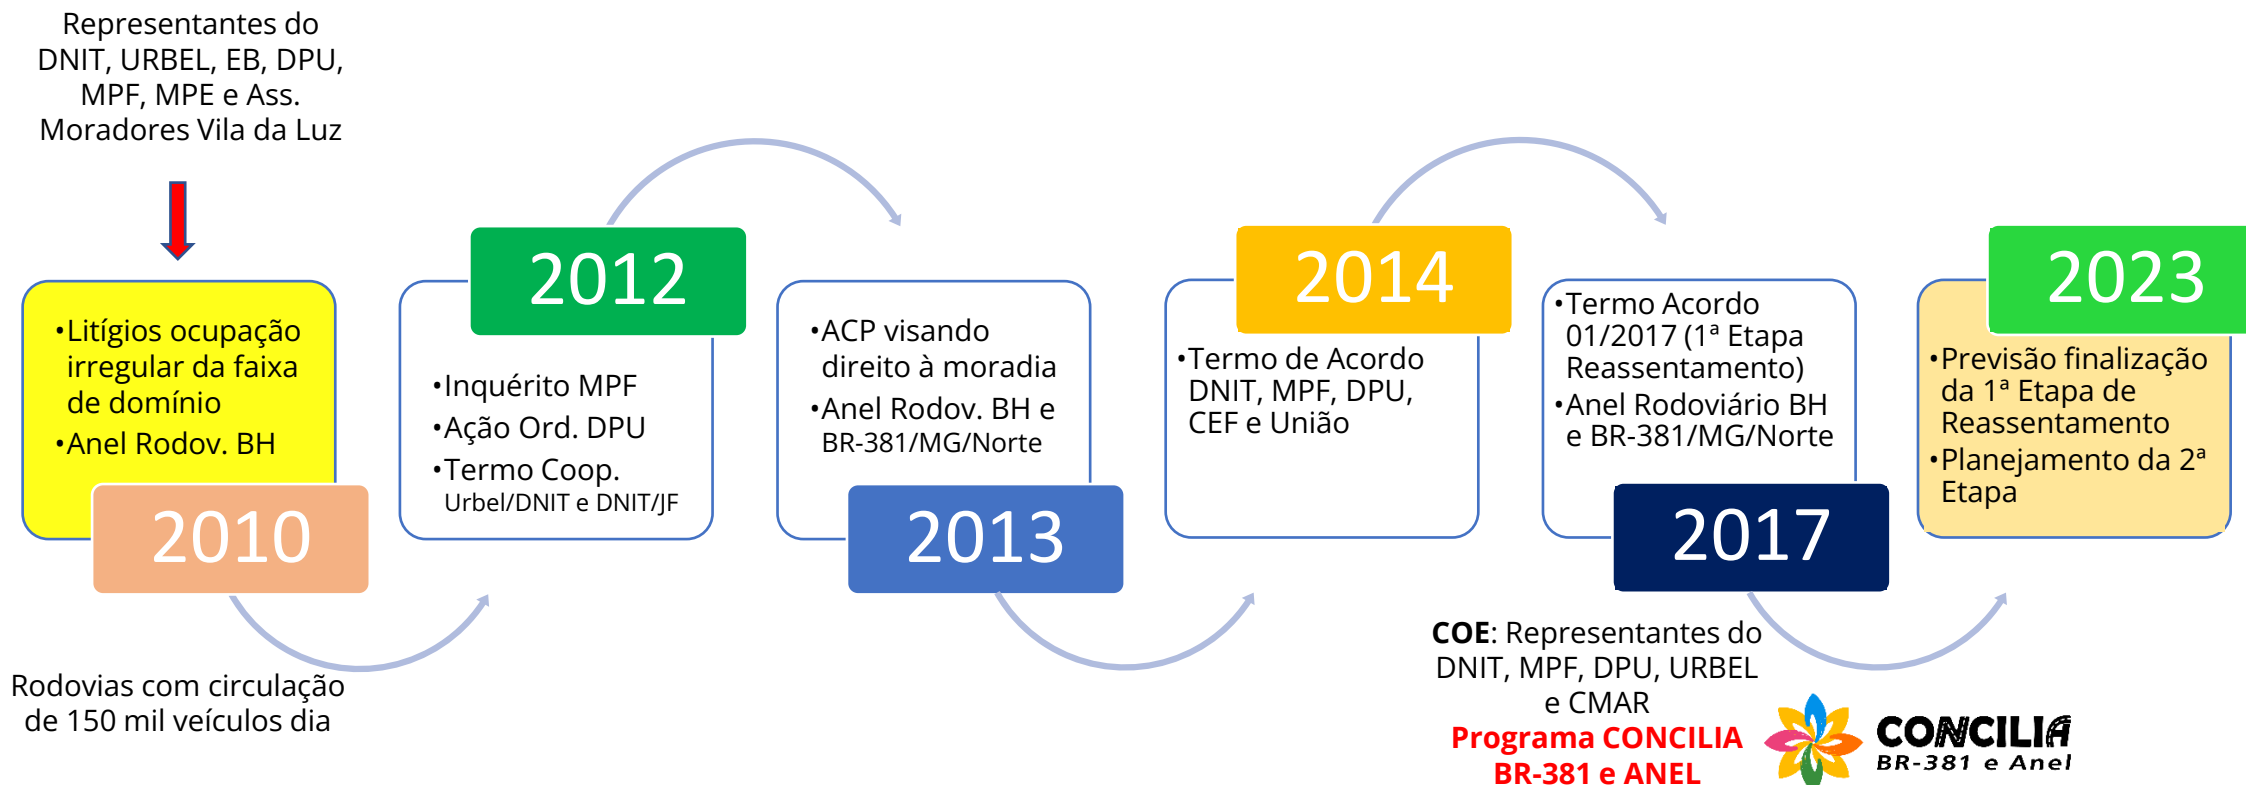 Representantes do
DNIT, URBEL, EB, DPU,
MPF, MPE e Ass.
Moradores Vila da Luz
•Litígios ocupação
irregular da faixa
de domínio
•Anel Rodov. BH
2010
Rodovias com circulação
de 150 mil veículos dia
2012
•Inquérito MPF
•Ação Ord. DPU
•Termo Coop.
Urbel/DNIT e DNIT/JF
•ACP visando
direito à moradia
•Anel Rodov. BH e
BR-381/MG/Norte
2013
2014
•Termo de Acordo
DNIT, MPF, DPU,
CEF e União
•Termo Acordo
01/2017 (1ª Etapa
Reassentamento)
•Anel Rodoviário BH
e BR-381/MG/Norte
2017
COE: Representantes do
DNIT, MPF, DPU, URBEL
e CMAR
Programa CONCILIA
BR-381 e ANEL
CONCILIA
BR-381 e Anel
2023
•Previsão finalização
da 1ª Etapa de
Reassentamento
•Planejamento da 2ª
Etapa